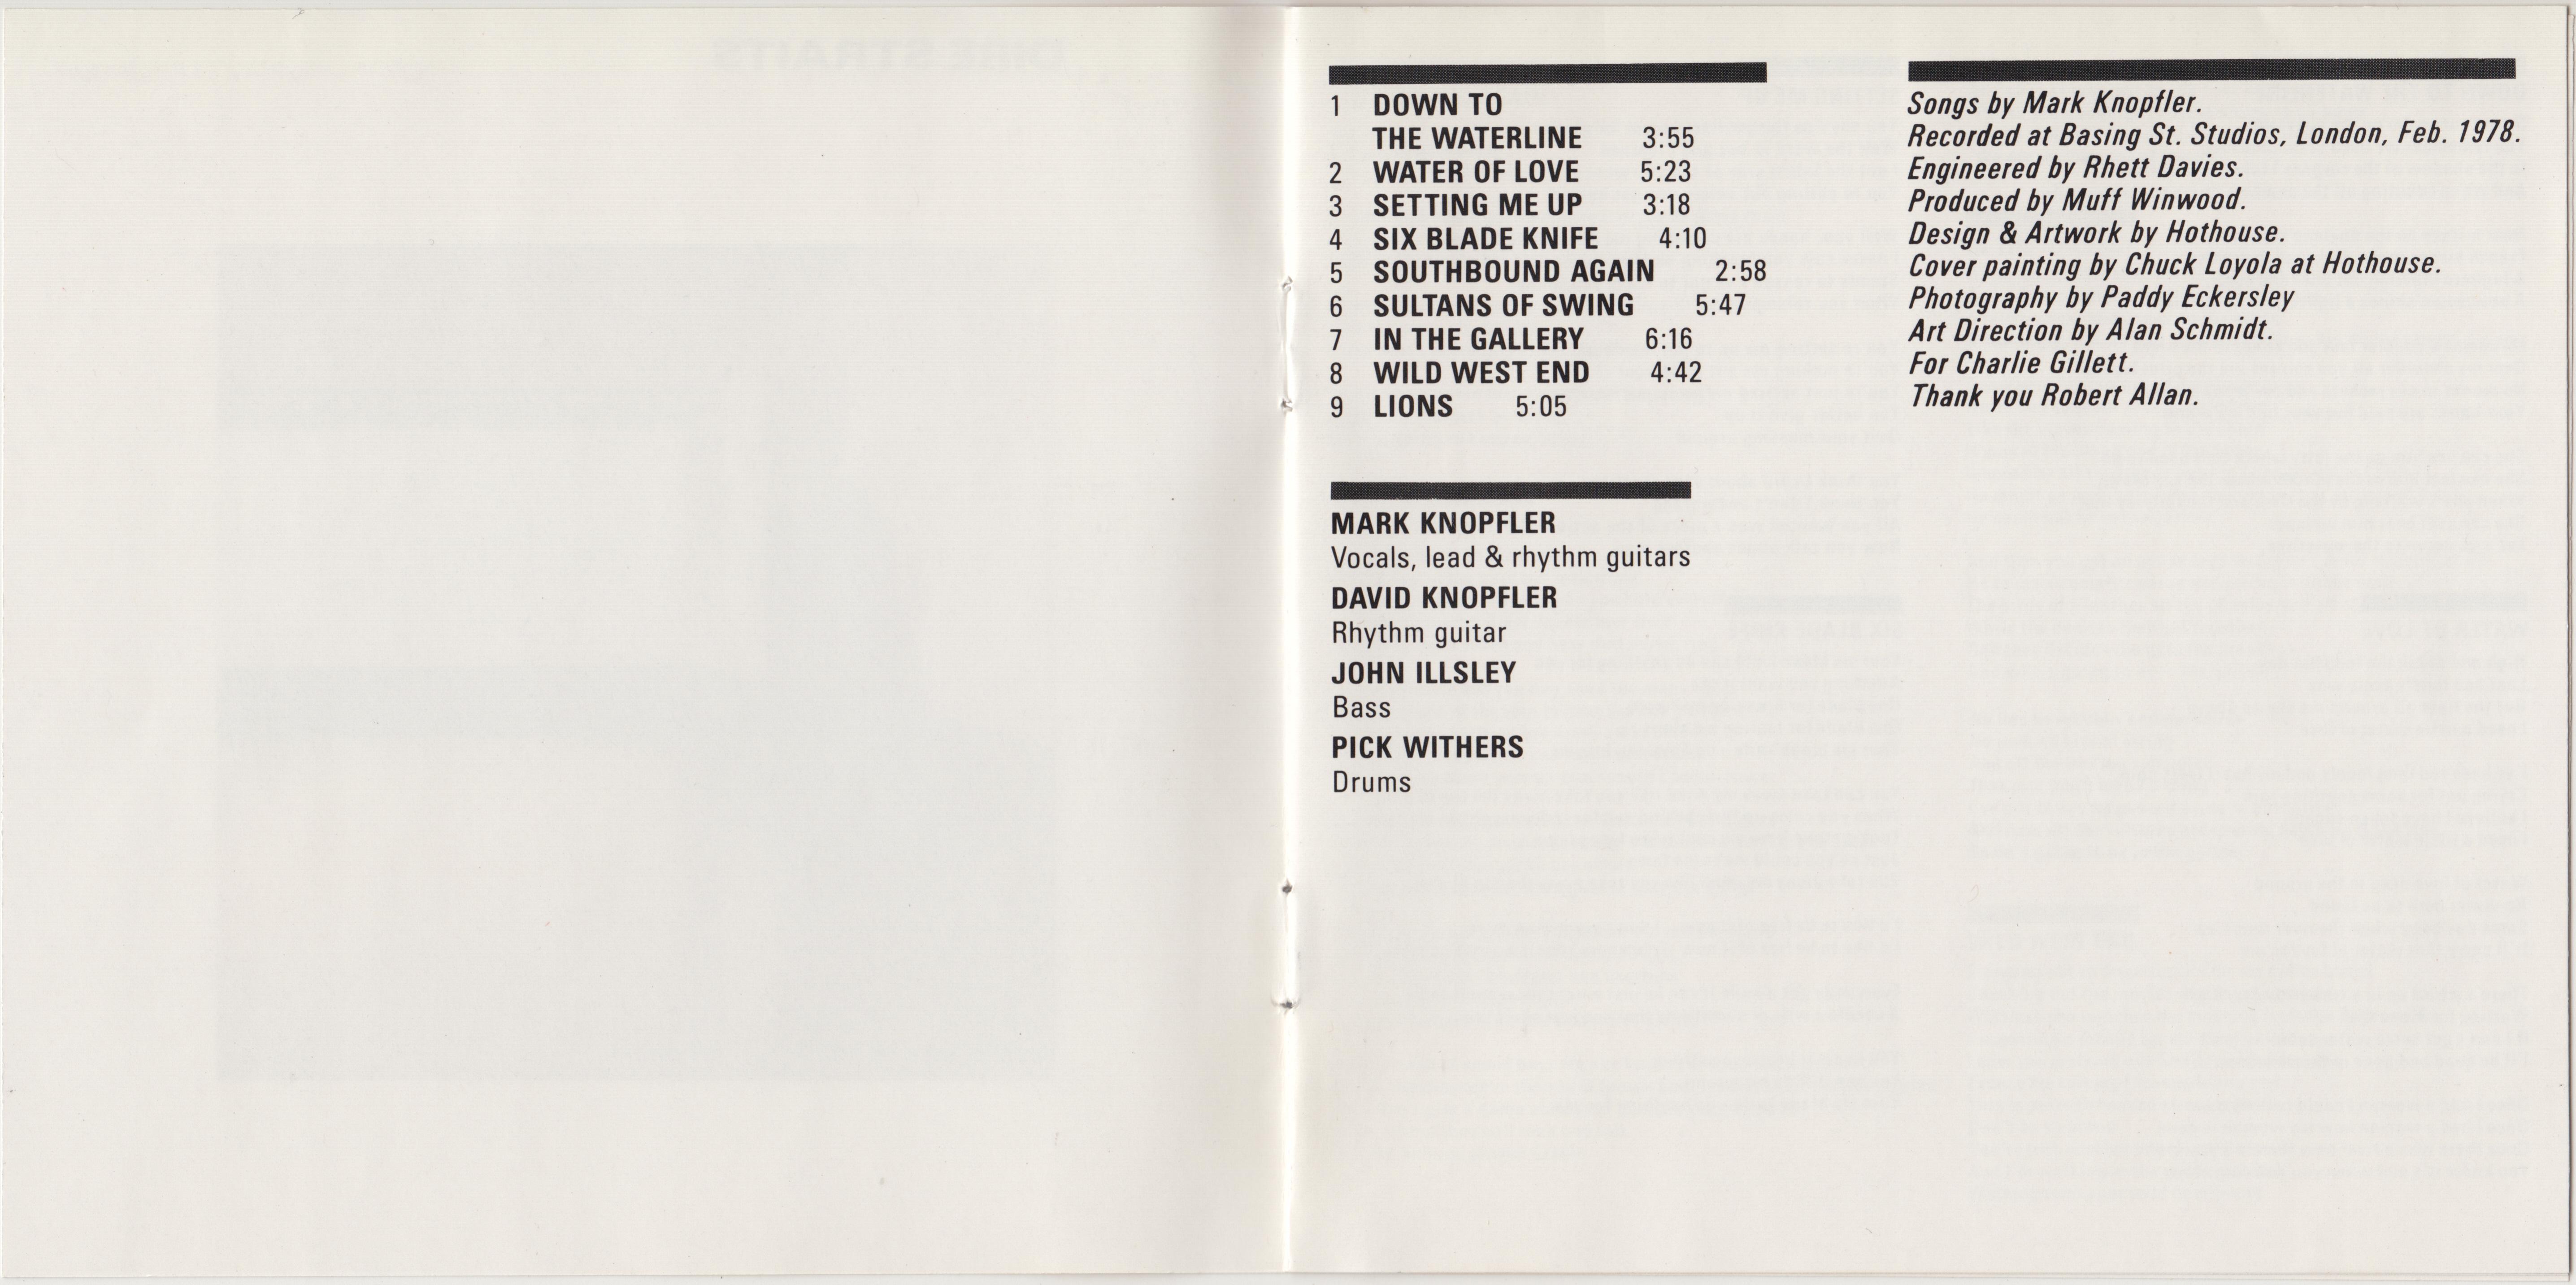 1 DOWN TO
THE WATERLINE 3:55
2 WATER OF LOVE 5:23
3 SETTING ME UP 3:18
4 SIX BLADE KNIFE 4:10
5 SOUTHBOUND AGAIN 2:58
6 SULTANS OF SWING 5:47
7 IN THE GALLERY 6:16
8 WILD WEST END 4:42
9 LIONS 5:05
MARK KNOPFLER
Vocals, lead & rhythm guitars
DAVID KNOPFLER
Rhythm guitar
JOHN ILLSLEY
Bass
PICK WITHERS
Drums
Songs by Mark Knopfler.
Recorded at Basing St. Studios, London, Feb. 1978.
Engineered by Rhett Davies.
Produced by Muff Winwood.
Design & Artwork by Hothouse.
Cover painting by Chuck Loyola at Hothouse.
Photography by Paddy Eckersley
Art Direction by Alan Schmidt.
For Charlie Gillett.
Thank you Robert Allan.